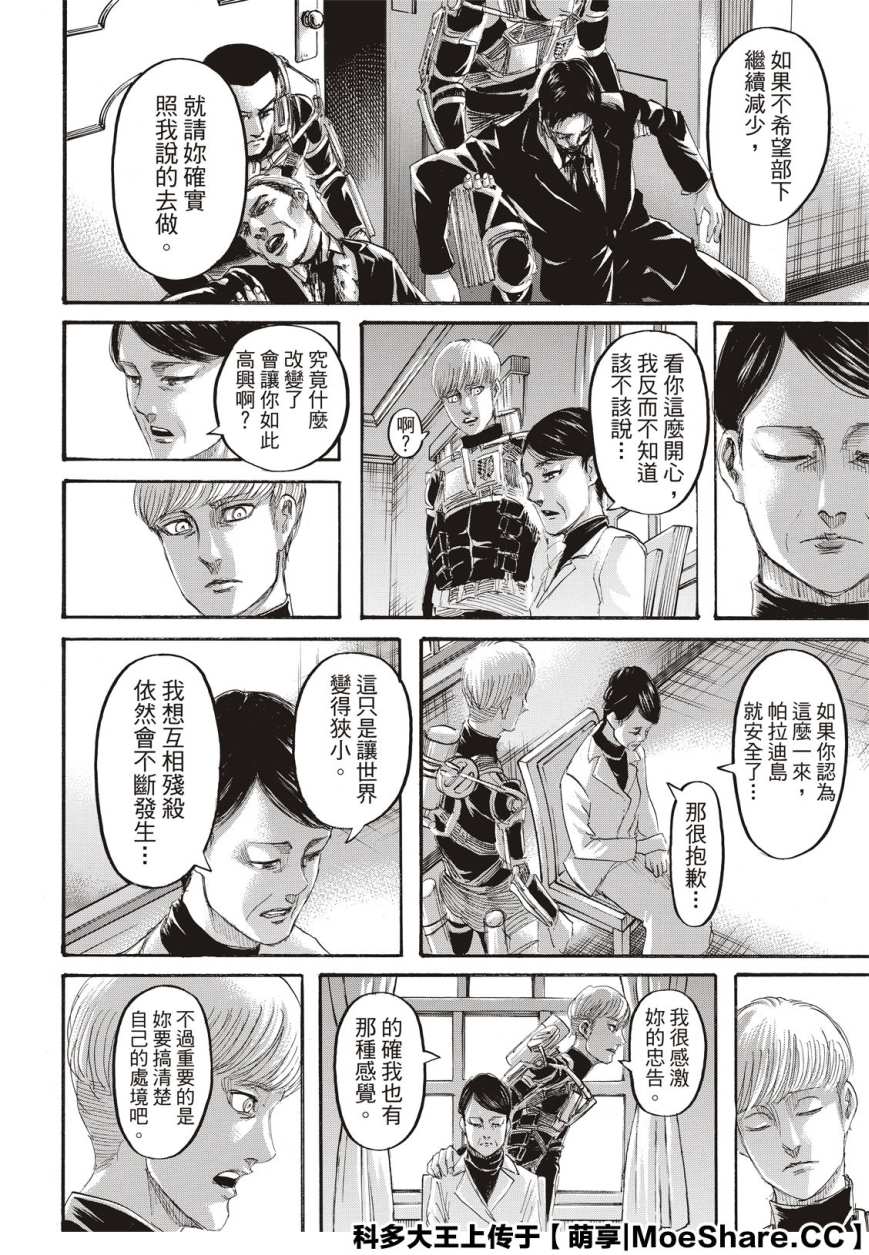 如果不希望部下
繼續減少，
就請妳確實
照我說的去做。
看你這麼開心，
我反而不知道
該不該說…
啊？
究竟什麼
改變了
會讓你如此
高興啊？
如果你認為
這麼一來，
帕拉迪島
就安全了…
那很抱歉…
這只是讓世界
變得狹小。
我想互相殘殺
依然會不斷發生…
我很感激
妳的忠告。
的確我也有
那種感覺。
不過重要的是
妳要搞清楚
自己的處境吧。
科多大王上传于【萌享|MoeShare.CC】